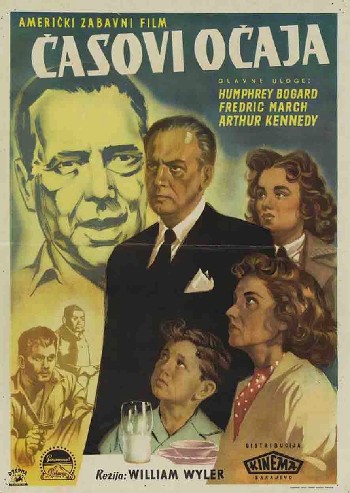 AMERIČKI ZABAVNI FILM
ČASOVI OČAJA
GLAVNE ULOGE:
HUMPHREY BOGARD
FREDRIC MARCH
ARTHUR KENNEDY
DISTRIBUCIJA
KINEMA
SARAJEVO
Paramount
Režija: WILLIAM WYLER